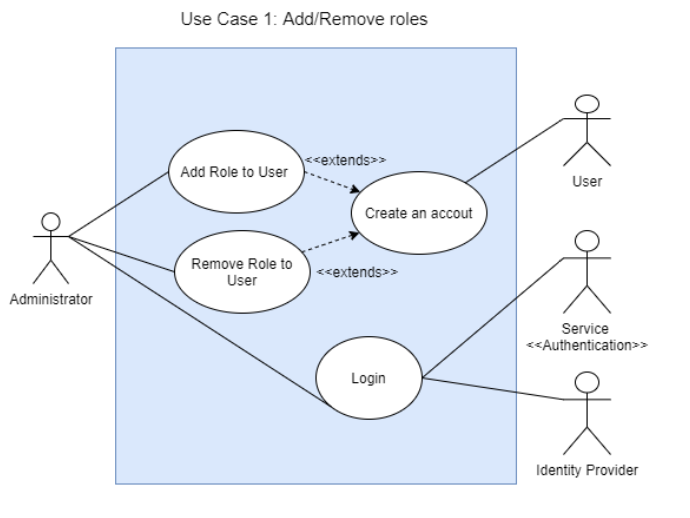 Use Case 1: Add/Remove roles
<<extends>>
Add Role to User
User
Create an accout
Remove Role to
User
<<extends>>
Administrator
Service
<<Authentication>>
Login
Identity Provider